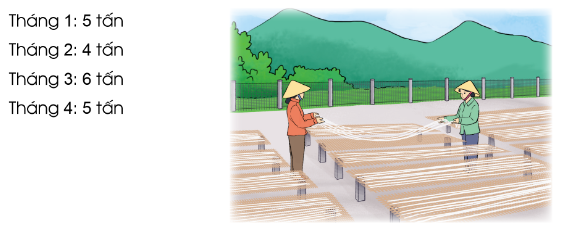 Tháng 1: 5 tấn
Tháng 2: 4 tấn
Tháng 3: 6 tấn
Tháng 4: 5 tấn